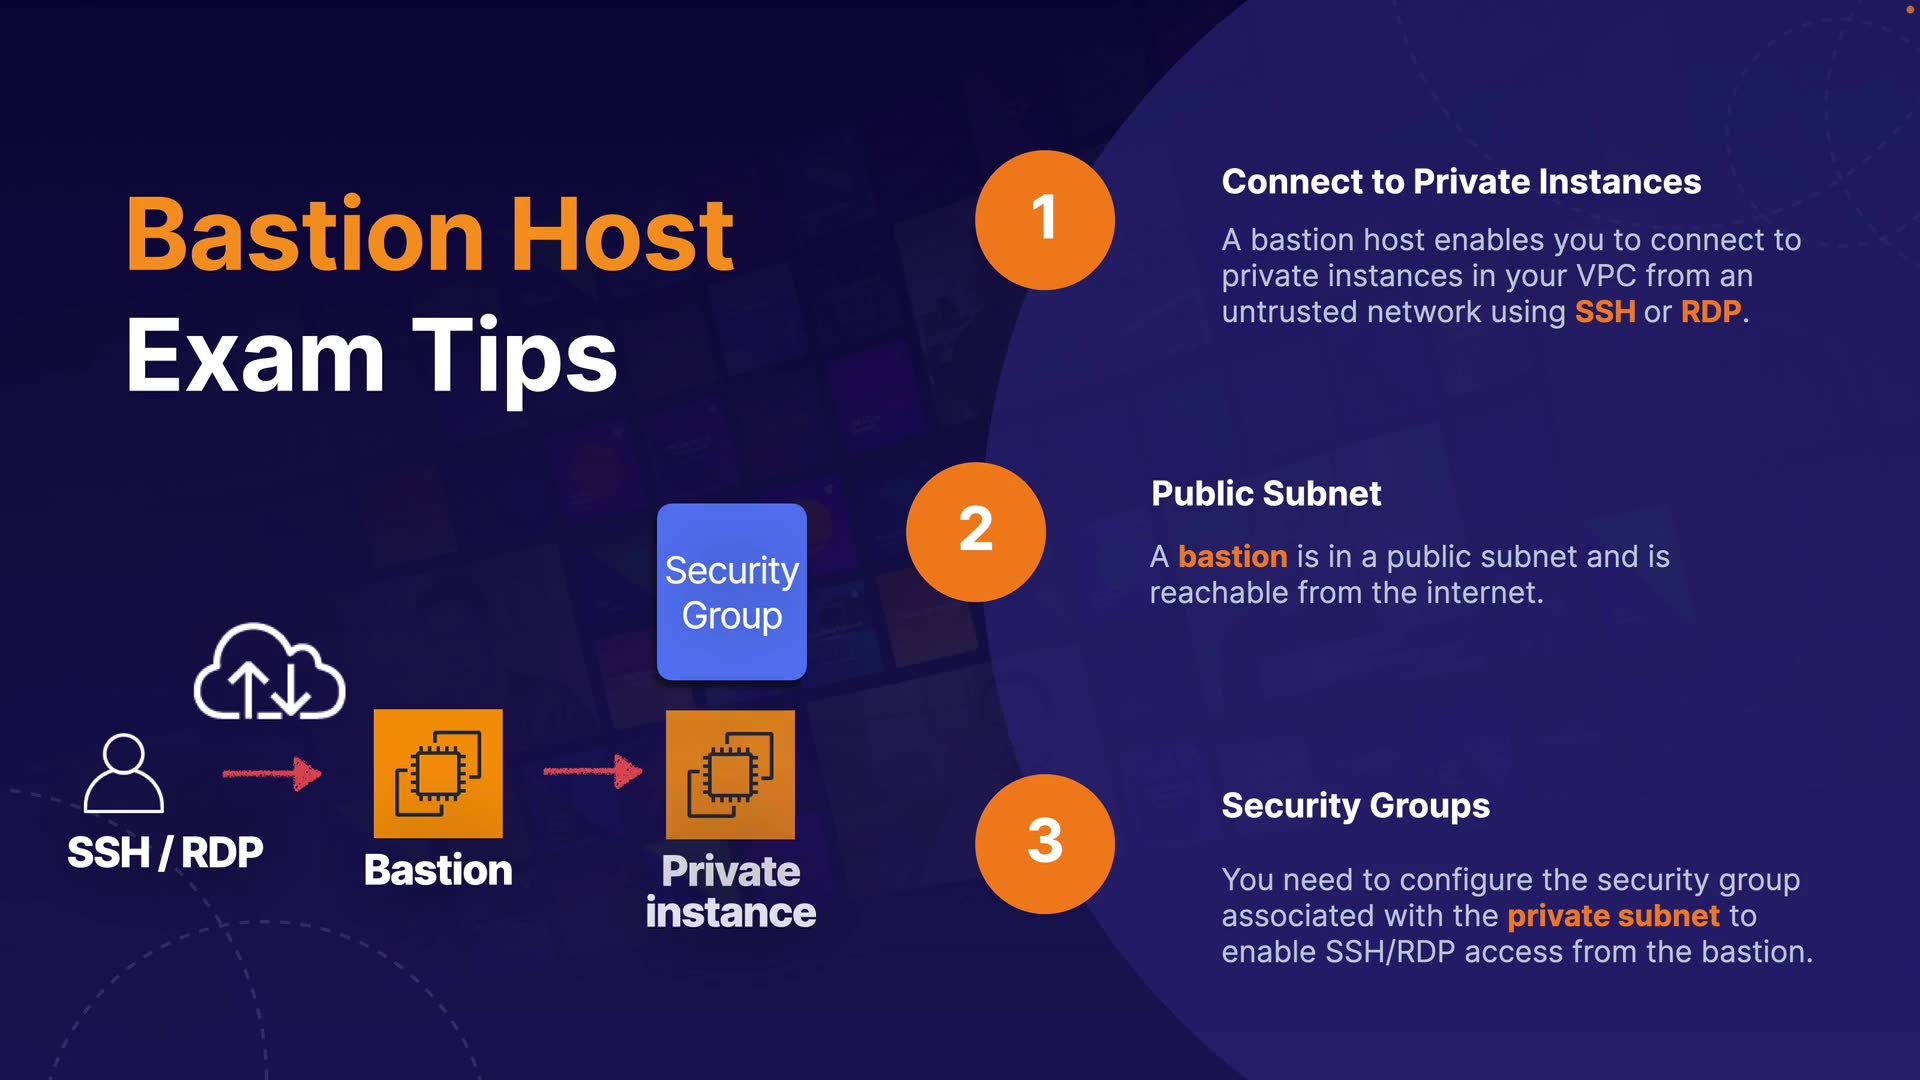 Bastion Host
Exam Tips
Security
Group
SSH / RDP
Bastion
Private
instance
1
Connect to Private Instances
A bastion host enables you to connect to
private instances in your VPC from an
untrusted network using SSH or RDP.
2
Public Subnet
A bastion is in a public subnet and is
reachable from the internet.
3
Security Groups
You need to configure the security group
associated with the private subnet to
enable SSH/RDP access from the bastion.